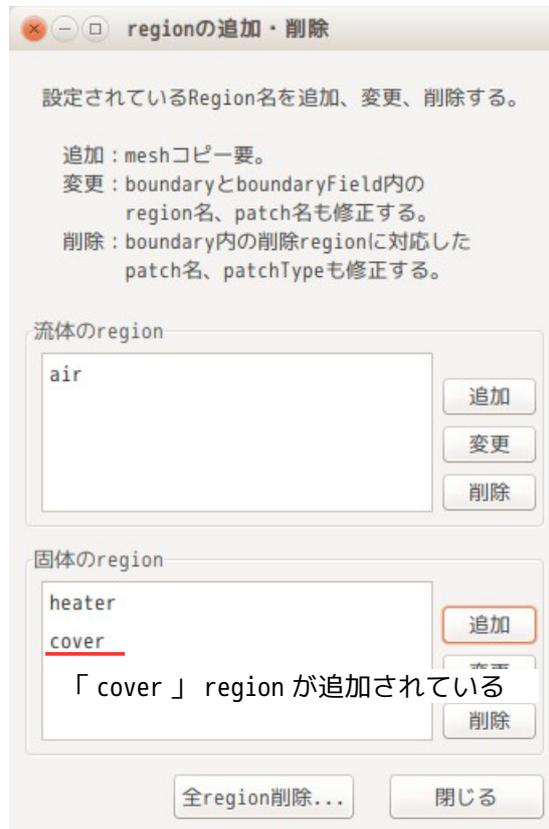 regionの追加・削除
設定されているRegion名を追加、変更、削除する。
追加：meshコピー要。
変更：boundaryとboundaryField内の
region名、patch名も修正する。
削除：boundary内の削除regionに対応した
patch名、patchTypeも修正する。
流体のregion
air
追加
変更
削除
固体のregion
heater
追加
cover
「 cover 」 region が追加されている
削除
全region削除...
閉じる